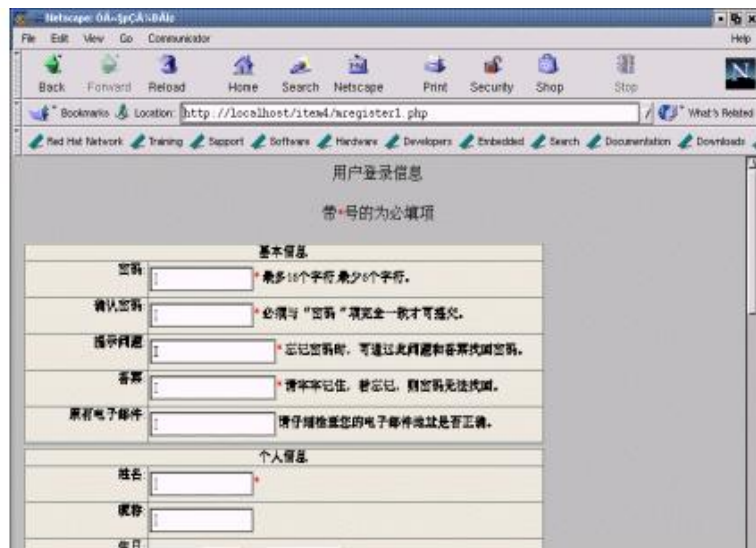 Netscape:
File Edit View Go Communicator Help
Back Forward Reload Home Search Netscape Print Security Shop Stop
Bookmarks Location: http://localhost/item4/mregister1.php What's Related
Red Hat Network Training Support Software Hardware Developers Embedded Search Documentation Downloads
用户登录信息
带*号的为必填项
基本信息
密码: * 最多16个字符,最少6个字符。
确认密码: * 必须与“密码”项完全一致才可提交。
提示问题: * 忘记密码时，可通过此问题和答案找回密码。
答案: * 请牢牢记住，若忘记，则密码无法找回。
原有电子邮件: 请仔细检查您的电子邮件地址是否正确。
个人信息
姓名: *
昵称:
生日